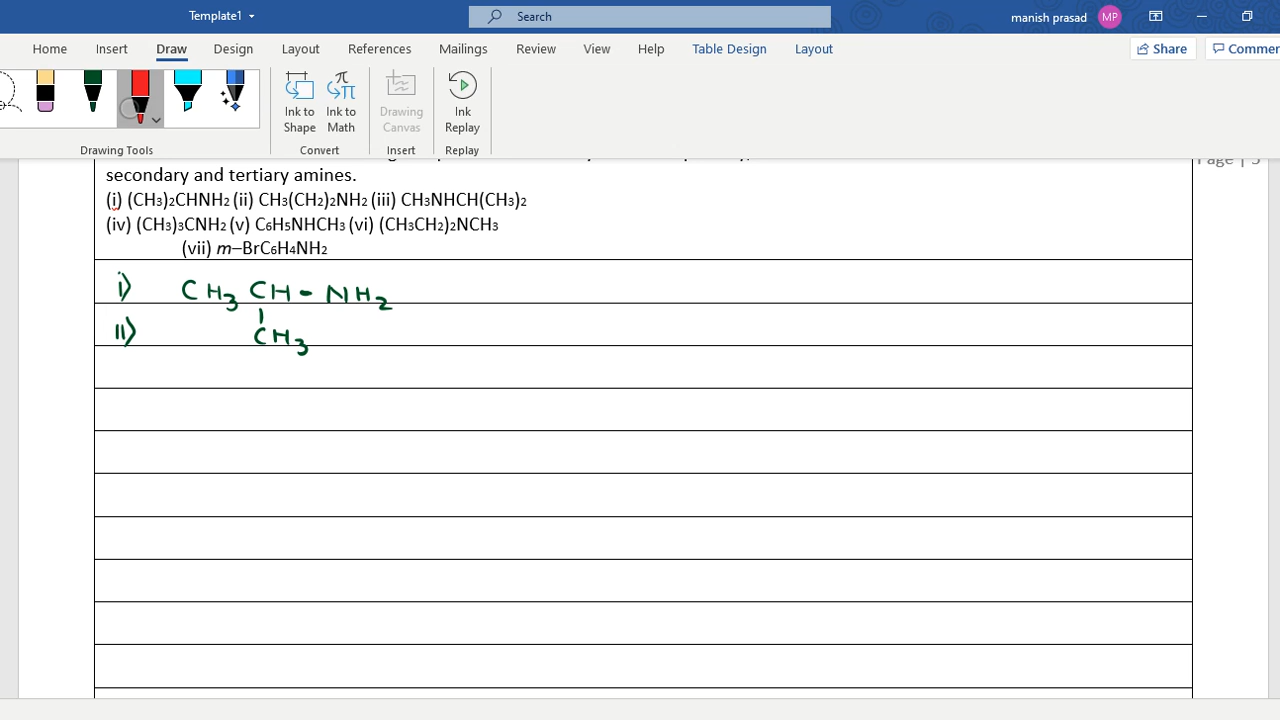 Template1
Search
manish prasad MP
Home Insert Draw Design Layout References Mailings Review View Help Table Design Layout
Share
Comme
Ink to Shape
Ink to Math
Drawing Canvas
Ink Replay
Drawing Tools Convert Insert Replay
Page |
secondary and tertiary amines.
(i) (CH3)2CHNH2 (ii) CH3(CH2)2NH2 (iii) CH3NHCH(CH3)2
(iv) (CH3)3CNH2 (v) C6H5NHCH3 (vi) (CH3CH2)2NCH3
(vii) m–BrC6H4NH2
i) CH3 CH - NH2
ii) CH3